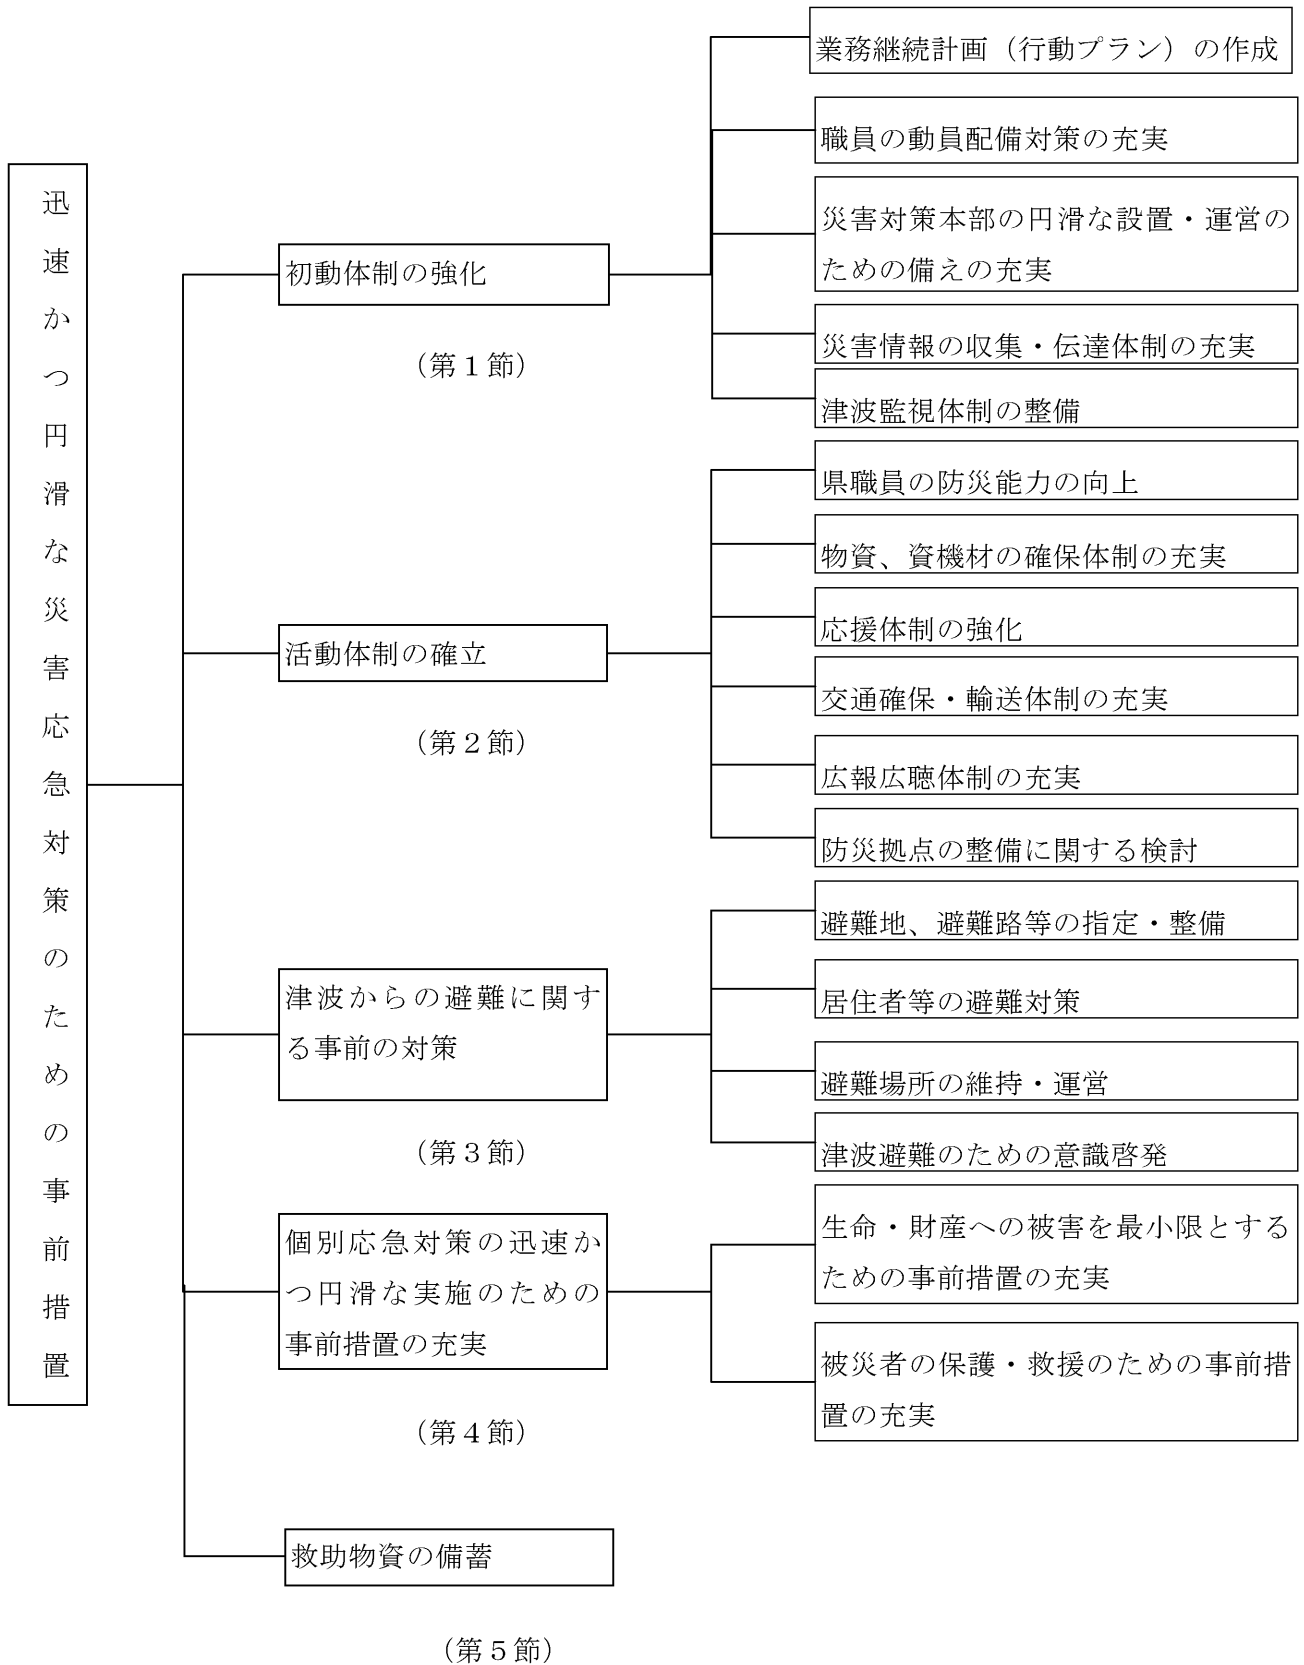 迅速かつ円滑な災害応急対策のための事前措置
初動体制の強化
（第１節）
業務継続計画（行動プラン）の作成
職員の動員配備対策の充実
災害対策本部の円滑な設置・運営の
ための備えの充実
災害情報の収集・伝達体制の充実
津波監視体制の整備
活動体制の確立
（第２節）
県職員の防災能力の向上
物資、資機材の確保体制の充実
応援体制の強化
交通確保・輸送体制の充実
広報広聴体制の充実
防災拠点の整備に関する検討
津波からの避難に関す
る事前の対策
（第３節）
避難地、避難路等の指定・整備
居住者等の避難対策
避難場所の維持・運営
津波避難のための意識啓発
個別応急対策の迅速か
つ円滑な実施のための
事前措置の充実
（第４節）
生命・財産への被害を最小限とする
ための事前措置の充実
被災者の保護・救援のための事前措
置の充実
救助物資の備蓄
（第５節）